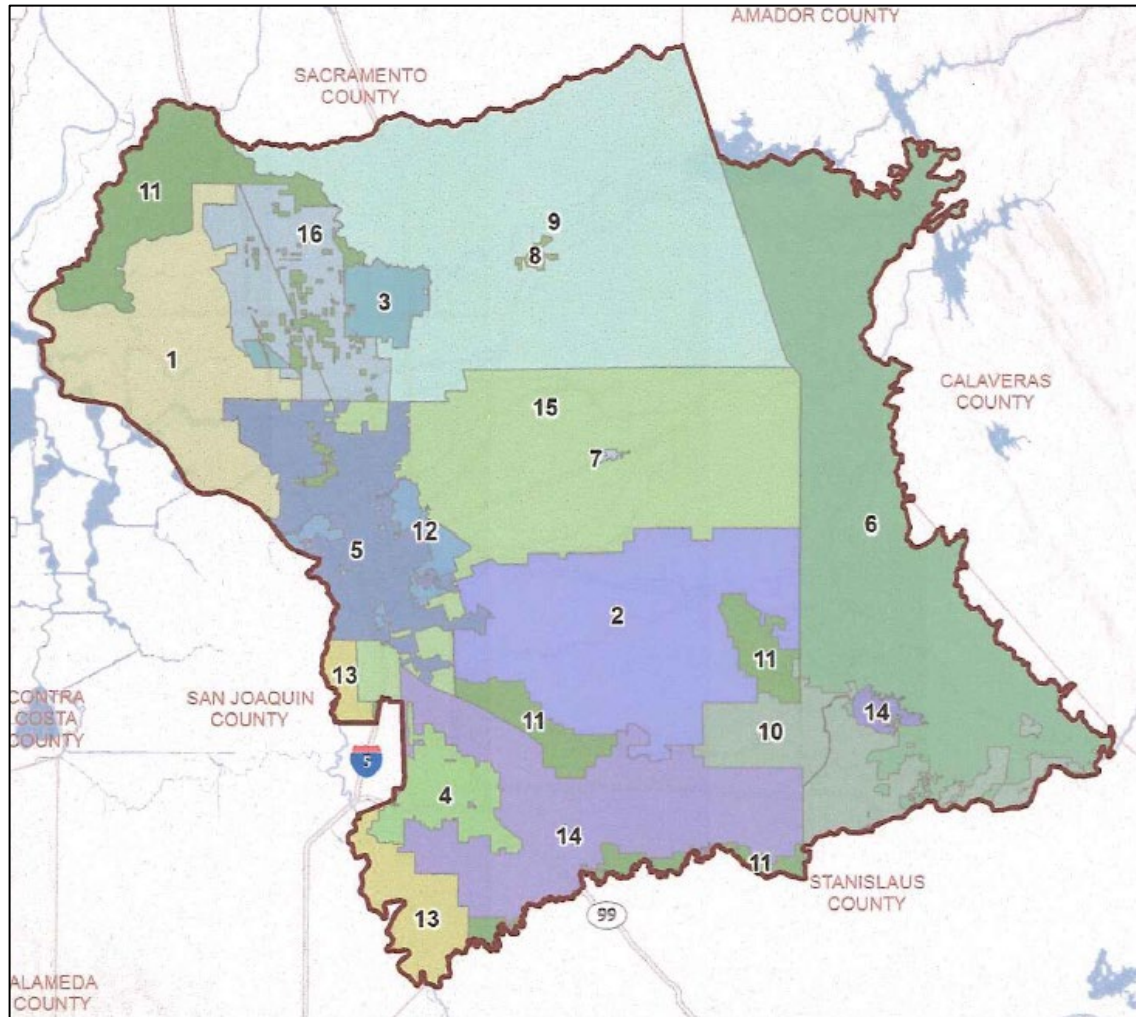 AMADOR COUNTY
SACRAMENTO
COUNTY
11
16
9
8
3
1
CALAVERAS
COUNTY
15
7
12
5
6
2
13
11
CONTRA
COSTA
COUNTY
SAN JOAQUIN
COUNTY
11
14
10
5
4
14
11
STANISLAUS
COUNTY
13
99
ALAMEDA
COUNTY